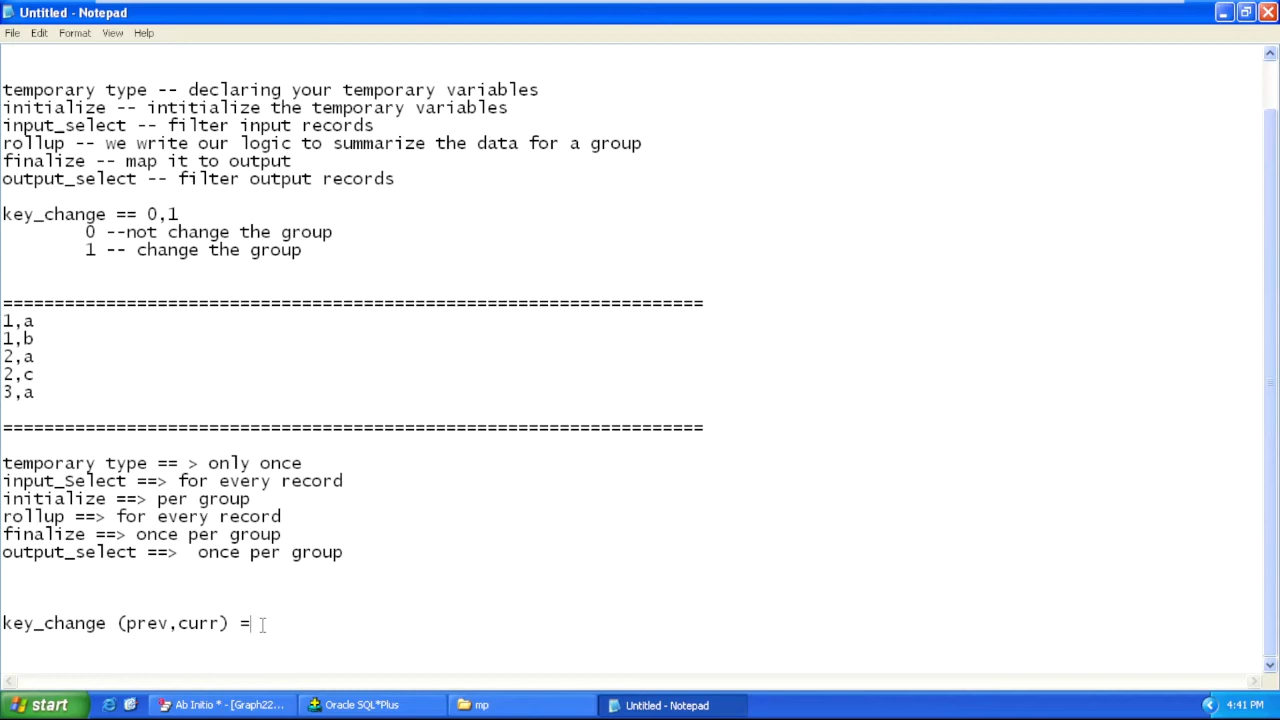 Untitled - Notepad
File Edit Format View Help
temporary type -- declaring your temporary variables
initialize -- intitialize the temporary variables
input_select -- filter input records
rollup -- we write our logic to summarize the data for a group
finalize -- map it to output
output_select -- filter output records
key_change == 0,1
0 --not change the group
1 -- change the group
====================================================================
1,a
1,b
2,a
2,c
3,a
====================================================================
temporary type == > only once
input_Select ==> for every record
initialize ==> per group
rollup ==> for every record
finalize ==> once per group
output_select ==>  once per group
key_change (prev,curr) =
start Ab Initio * - [Graph22... Oracle SQL*Plus mp Untitled - Notepad 4:41 PM